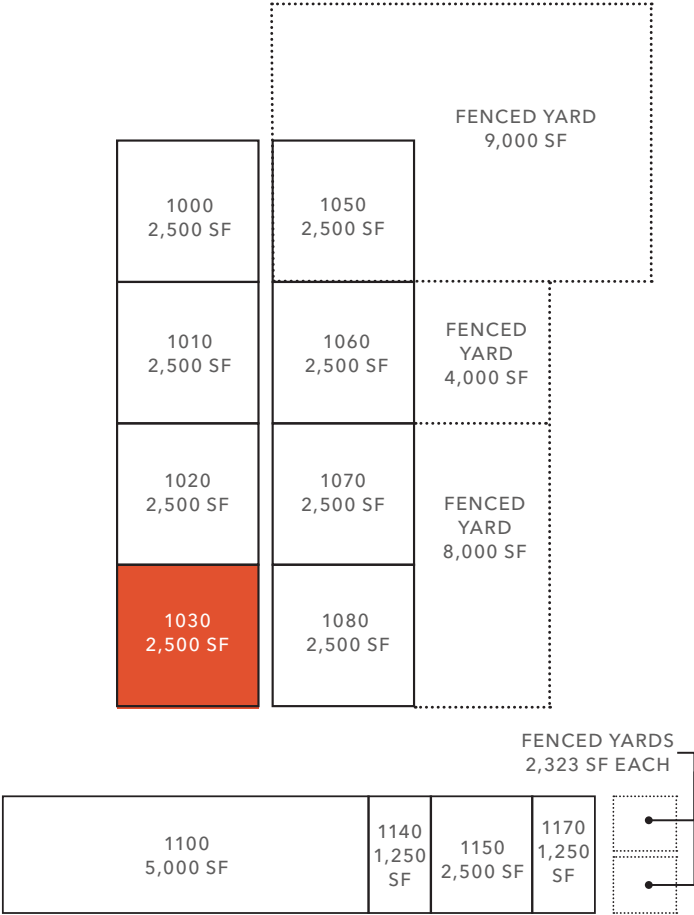 FENCED YARD
9,000 SF
1000
2,500 SF
1050
2,500 SF
1010
2,500 SF
1060
2,500 SF
FENCED
YARD
4,000 SF
1020
2,500 SF
1070
2,500 SF
FENCED
YARD
8,000 SF
1030
2,500 SF
1080
2,500 SF
FENCED YARDS
2,323 SF EACH
1100
5,000 SF
1140
1,250
SF
1150
2,500 SF
1170
1,250
SF